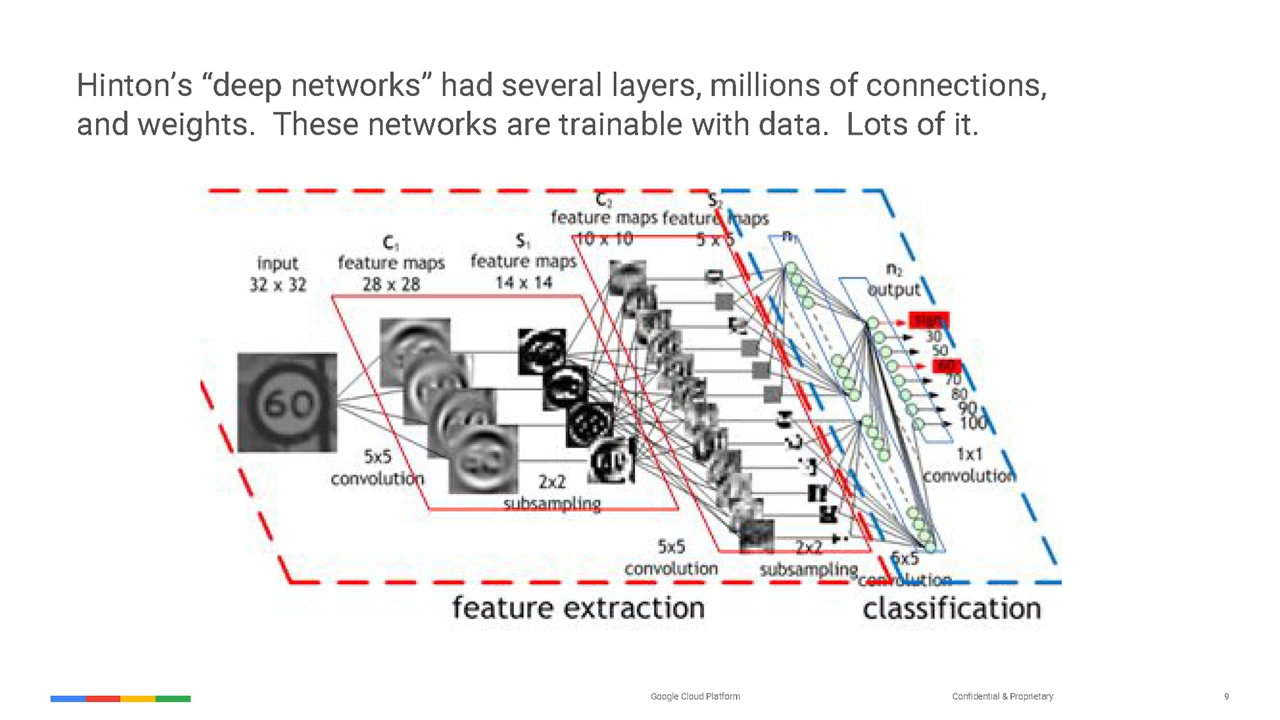 Hinton's “deep networks” had several layers, millions of connections,
and weights.  These networks are trainable with data.  Lots of it.
C2
feature maps
10 x 10
S2
feature maps
5 x 5
n1
C1
feature maps
28 x 28
S1
feature maps
14 x 14
input
32 x 32
n2
output
60
sign
30
50
60
70
80
90
100
5x5
convolution
2x2
subsampling
1x1
convolution
5x5
convolution
2x2
subsampling
convolution
feature extraction
classification
Google Cloud Platform
Confidential & Proprietary
9